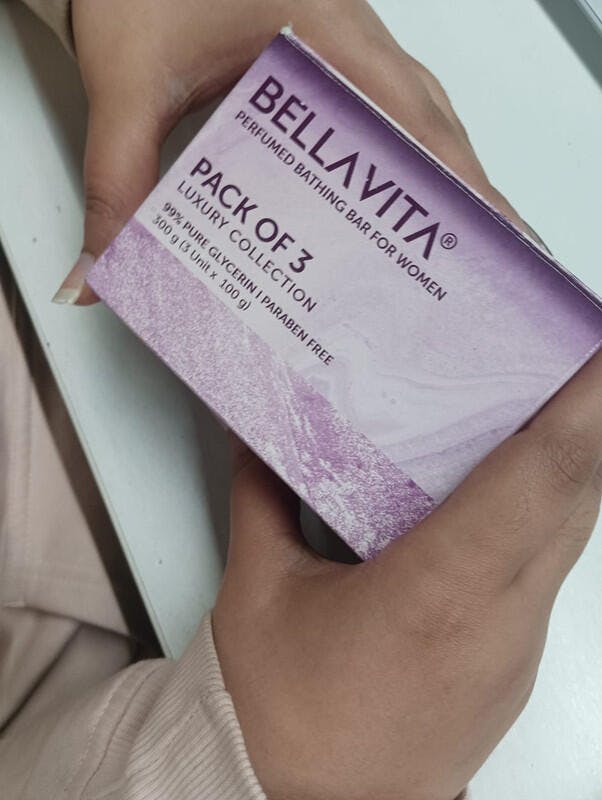 BELLAVITA®
PERFUMED BATHING BAR FOR WOMEN
PACK OF 3
LUXURY COLLECTION
99% PURE GLYCERIN I PARABEN FREE
300 g (3 Unit x 100 g)